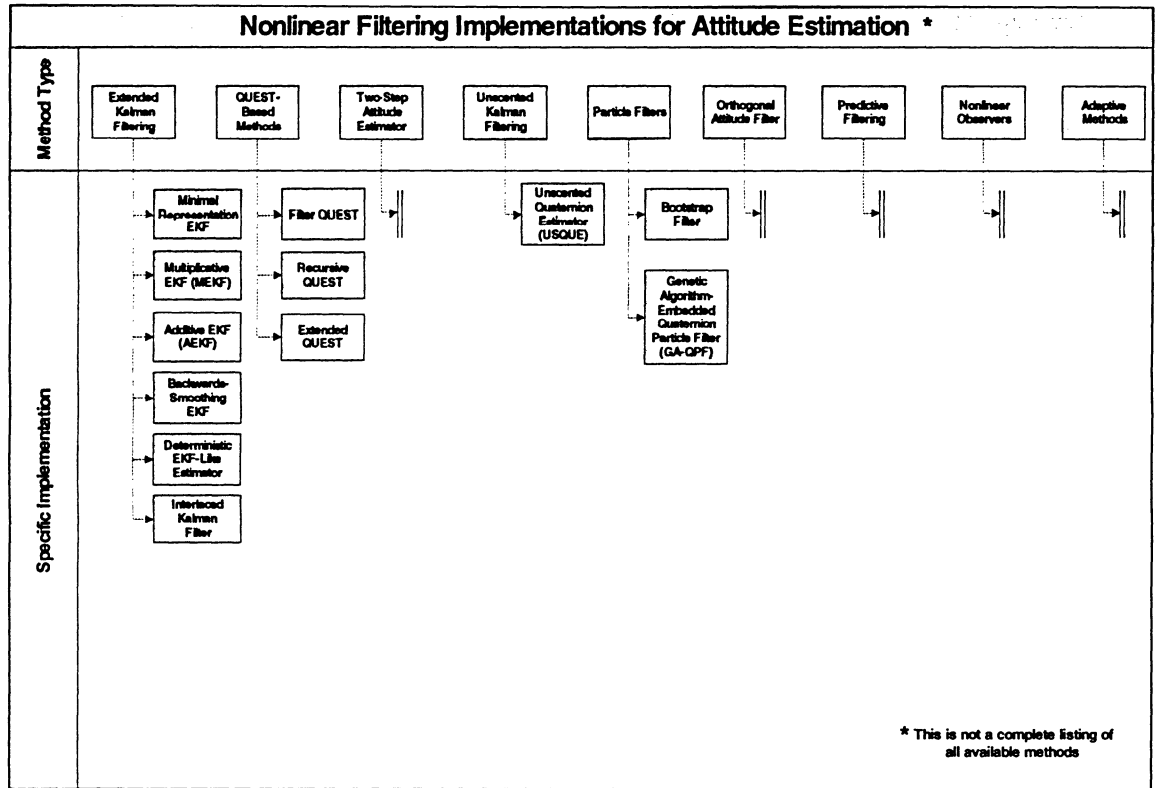 Nonlinear Filtering Implementations for Attitude Estimation *
Method Type
Extended
Kalman
Filtering
QUEST-
Based
Methods
Two-Step
Attitude
Estimator
Unscented
Kalman
Filtering
Particle Filters
Orthogonal
Attitude Filter
Predictive
Filtering
Nonlinear
Observers
Adaptive
Methods
Specific Implementation
Minimal
Representation
EKF
Multiplicative
EKF (MEKF)
Additive EKF
(AEKF)
Backwards-
Smoothing
EKF
Deterministic
EKF-Like
Estimator
Interlaced
Kalman
Filter
Filter QUEST
Recursive
QUEST
Extended
QUEST
Unscented
Quaternion
Estimator
(USQUE)
Bootstrap
Filter
Genetic
Algorithm-
Embedded
Quaternion
Particle Filter
(GA-QPF)
* This is not a complete listing of
all available methods